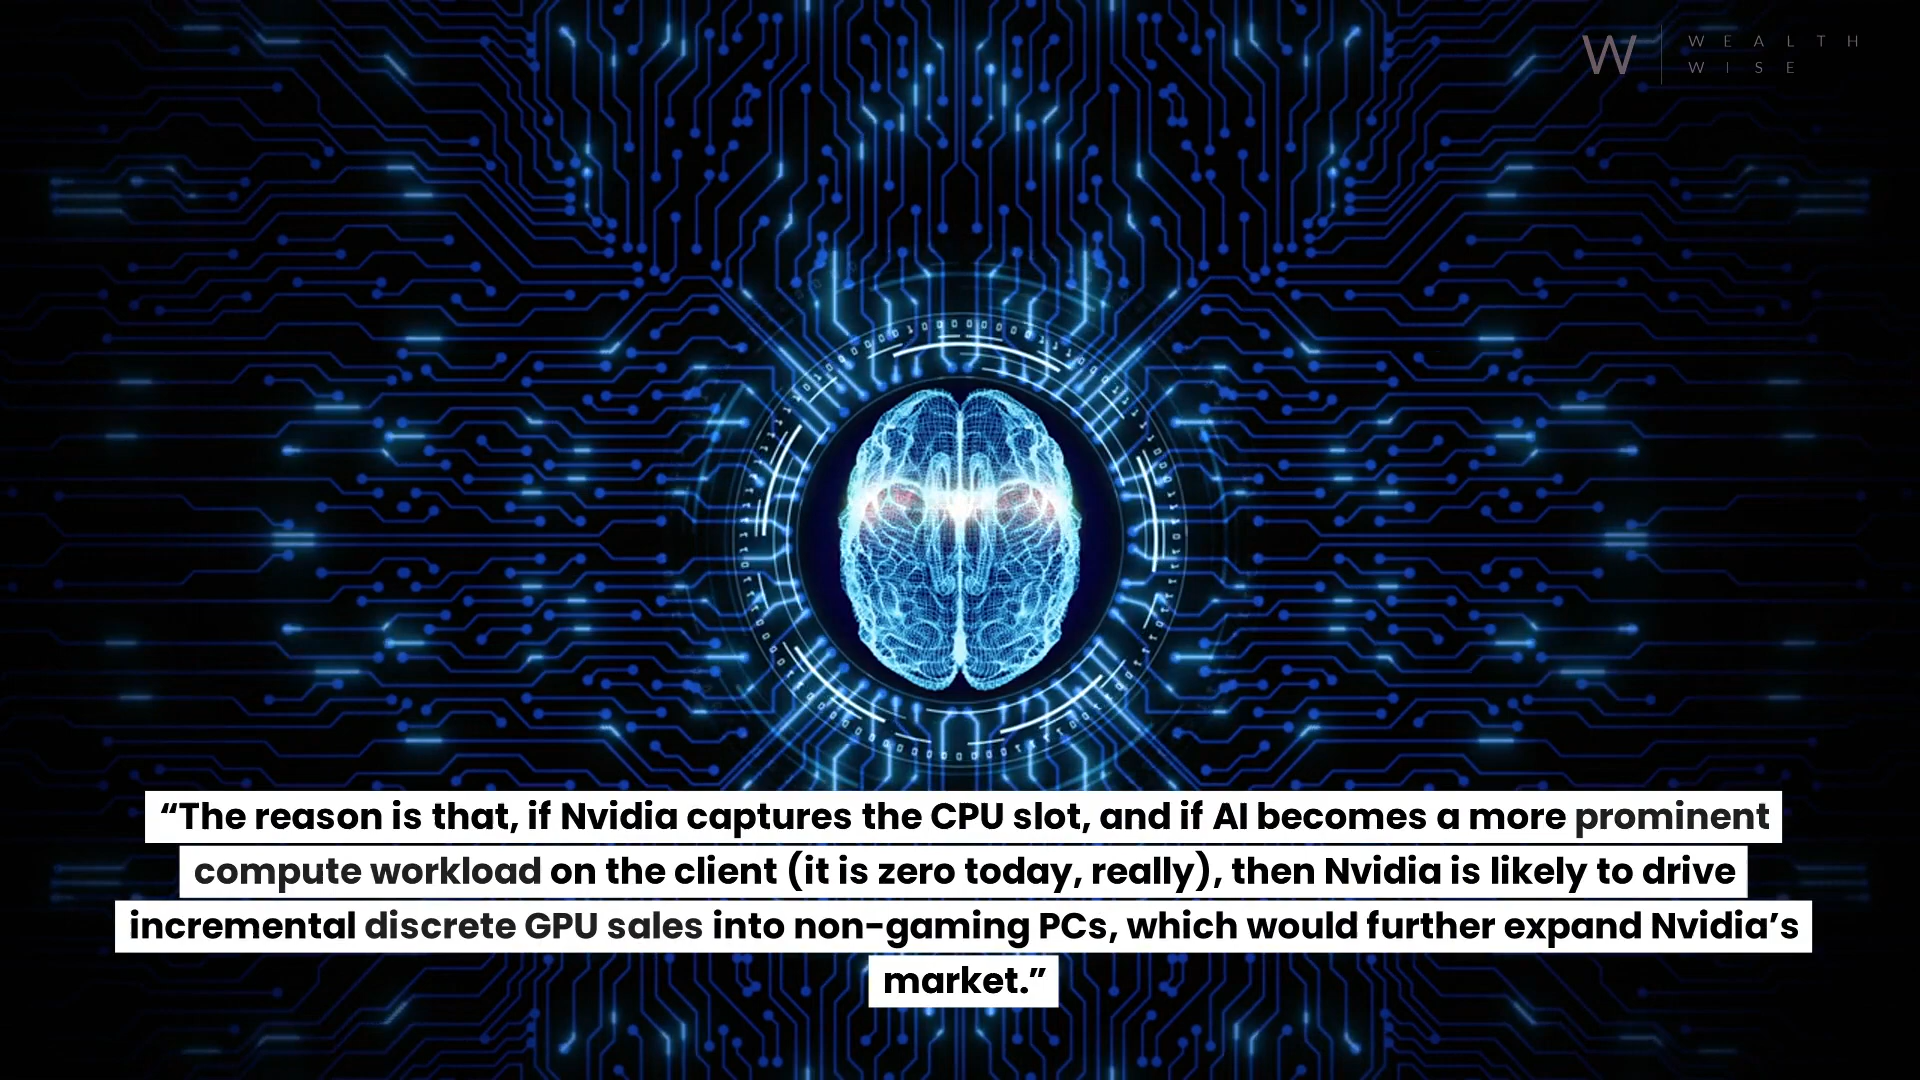 W
WEALTH
WISE
“The reason is that, if Nvidia captures the CPU slot, and if AI becomes a more prominent
compute workload on the client (it is zero today, really), then Nvidia is likely to drive
incremental discrete GPU sales into non-gaming PCs, which would further expand Nvidia’s
market.”